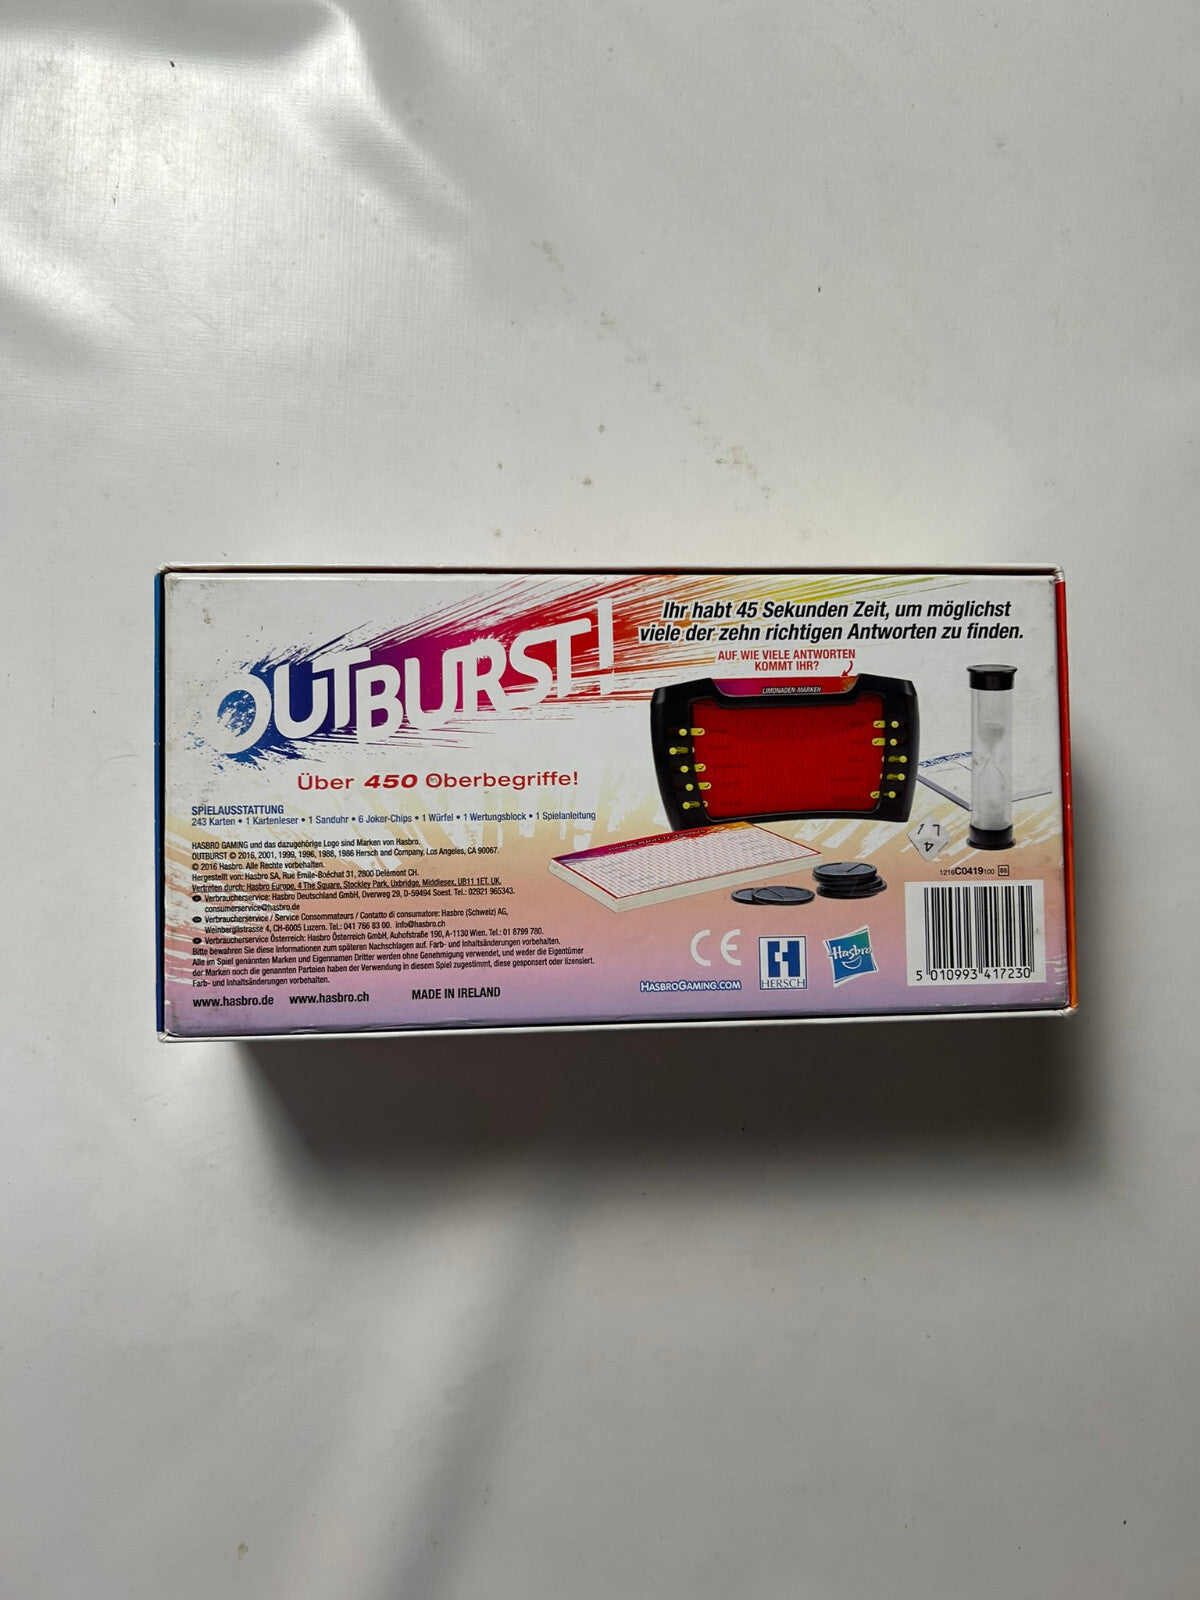 OUTBURST!
Über 450 Oberbegriffe!
Ihr habt 45 Sekunden Zeit, um möglichst
viele der zehn richtigen Antworten zu finden.
AUF WIE VIELE ANTWORTEN
KOMMT IHR?
LIMONADEN-MARKEN
SPIELAUSSTATTUNG
243 Karten • 1 Kartenleser • 1 Sanduhr • 6 Joker-Chips • 1 Würfel • 1 Wertungsblock • 1 Spielanleitung
HASBRO GAMING und das dazugehörige Logo sind Marken von Hasbro.
OUTBURST © 2016, 2001, 1999, 1996, 1988, 1986 Hersch and Company, Los Angeles, CA 90067.
© 2016 Hasbro. Alle Rechte vorbehalten.
Hergestellt von: Hasbro SA, Rue Emile-Boéchat 31, 2800 Delémont CH.
Vertreten durch: Hasbro Europe, 4 The Square, Stockley Park, Uxbridge, Middlesex, UB11 1ET. UK.
Verbraucherservice: Hasbro Deutschland GmbH, Overweg 29, D-59494 Soest. Tel.: 02921 965343.
consumerservice@hasbro.de
Verbraucherservice / Service Consommateurs / Contatto di consumatore: Hasbro (Schweiz) AG,
Weinberglistrasse 4, CH-6005 Luzern. Tel.: 041 766 83 00. info@hasbro.ch
Verbraucherservice Österreich: Hasbro Österreich GmbH, Auhofstraße 190, A-1130 Wien. Tel.: 01 8799 780.
Bitte bewahren Sie diese Informationen zum späteren Nachschlagen auf. Farb- und Inhaltsänderungen vorbehalten.
Alle im Spiel genannten Marken und Eigennamen Dritter werden ohne Genehmigung verwendet, und weder die Eigentümer
der Marken noch die genannten Parteien haben der Verwendung in diesem Spiel zugestimmt, diese gesponsert oder lizensiert.
Farb- und Inhaltsänderungen vorbehalten.
www.hasbro.de www.hasbro.ch MADE IN IRELAND
1216C0419100 00
CE
HASBROGAMING.COM
HERSCH
Hasbro
5 010993 417230